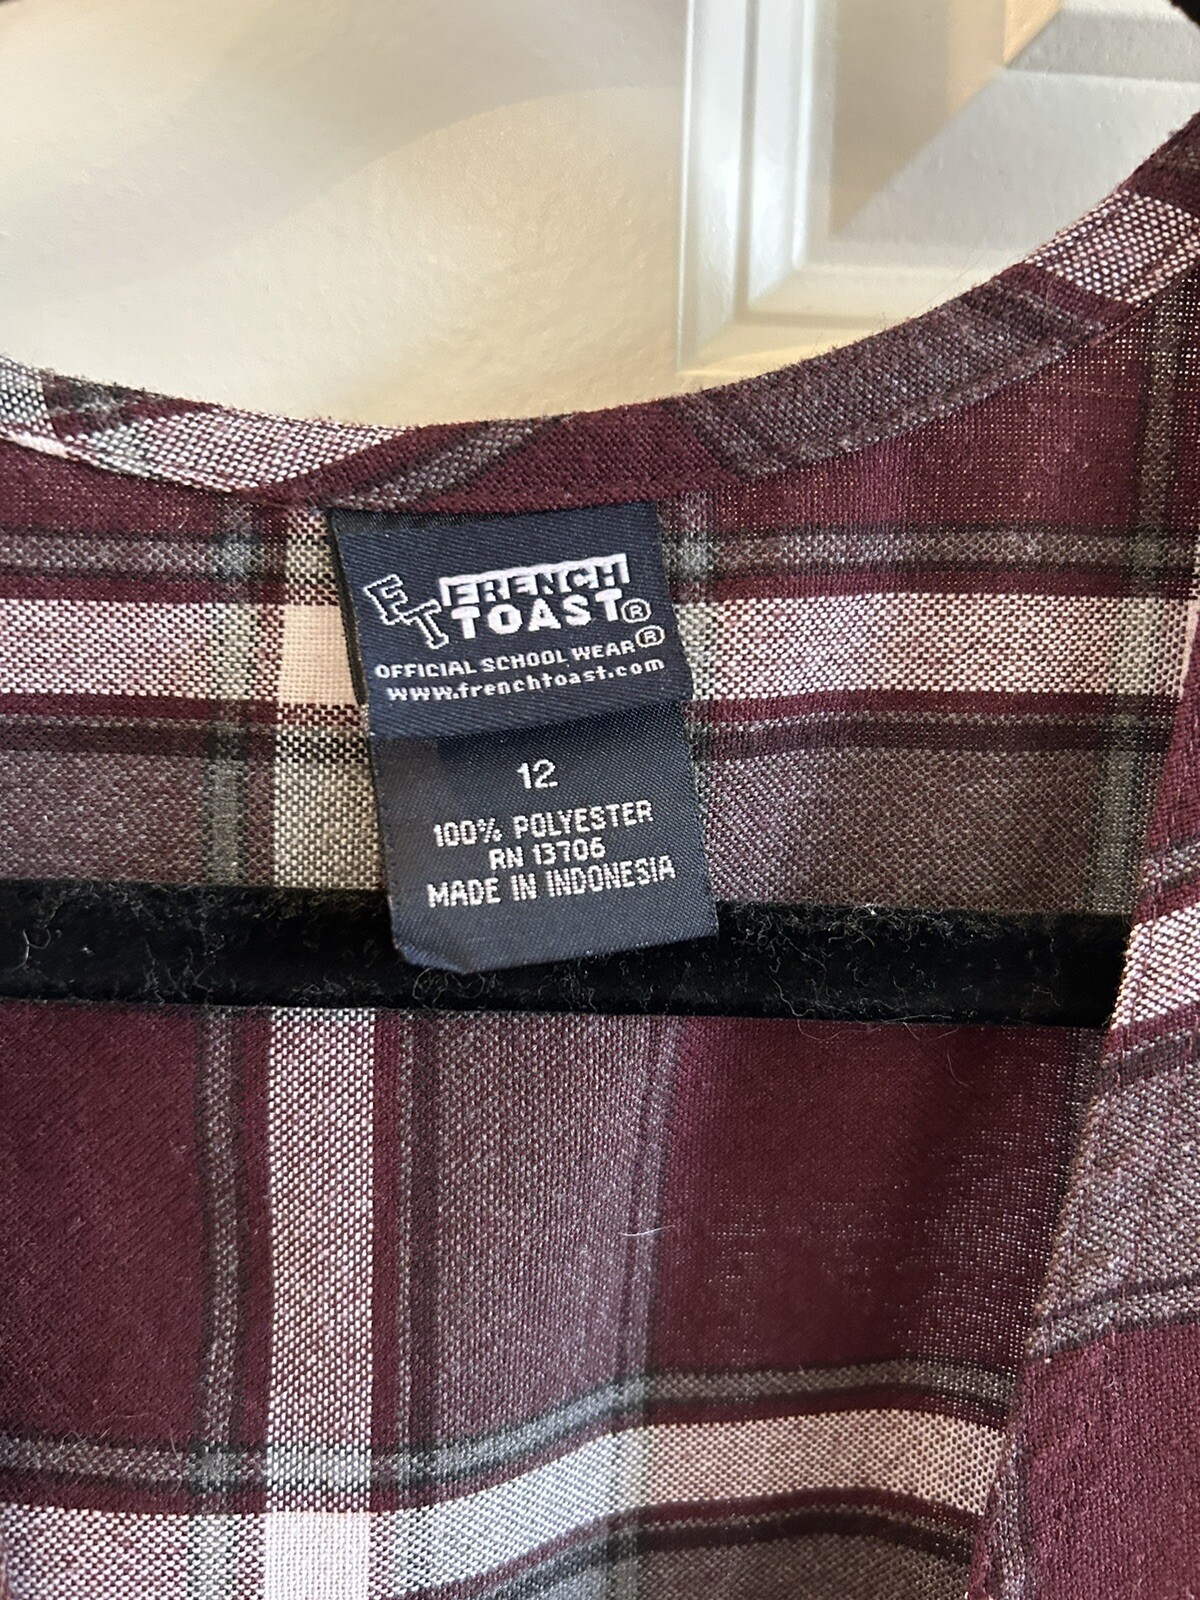 FT FRENCH
TOAST®
OFFICIAL SCHOOL WEAR®
www.frenchtoast.com
12
100% POLYESTER
RN 13706
MADE IN INDONESIA